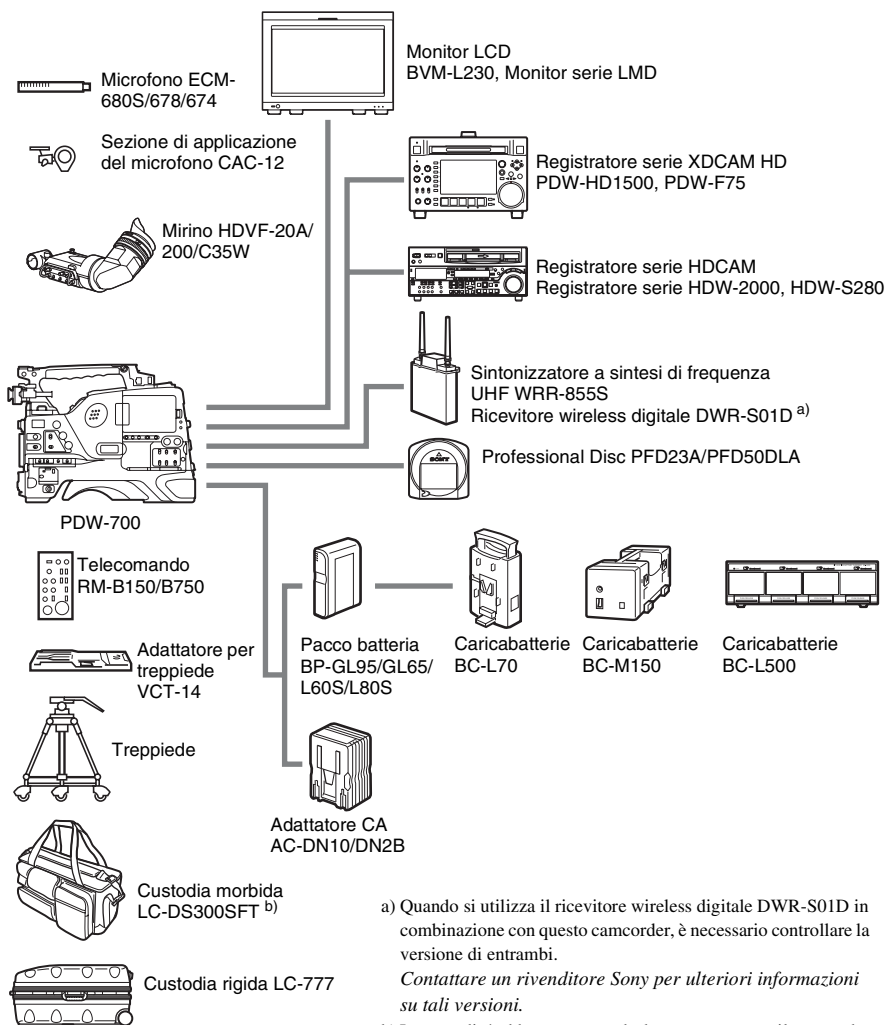 Monitor LCD
BVM-L230, Monitor serie LMD
Microfono ECM-
680S/678/674
Sezione di applicazione
del microfono CAC-12
Registratore serie XDCAM HD
PDW-HD1500, PDW-F75
Mirino HDVF-20A/
200/C35W
Registratore serie HDCAM
Registratore serie HDW-2000, HDW-S280
Sintonizzatore a sintesi di frequenza
UHF WRR-855S
Ricevitore wireless digitale DWR-S01D a)
SONY
Professional Disc PFD23A/PFD50DLA
PDW-700
Telecomando
RM-B150/B750
Adattatore per
treppiede
VCT-14
Pacco batteria
BP-GL95/GL65/
L60S/L80S
Caricabatterie
BC-L70
Caricabatterie
BC-M150
Caricabatterie
BC-L500
Treppiede
Adattatore CA
AC-DN10/DN2B
Custodia morbida
LC-DS300SFT b)
Custodia rigida LC-777
a) Quando si utilizza il ricevitore wireless digitale DWR-S01D in
combinazione con questo camcorder, è necessario controllare la
versione di entrambi.
Contattare un rivenditore Sony per ulteriori informazioni
su tali versioni.